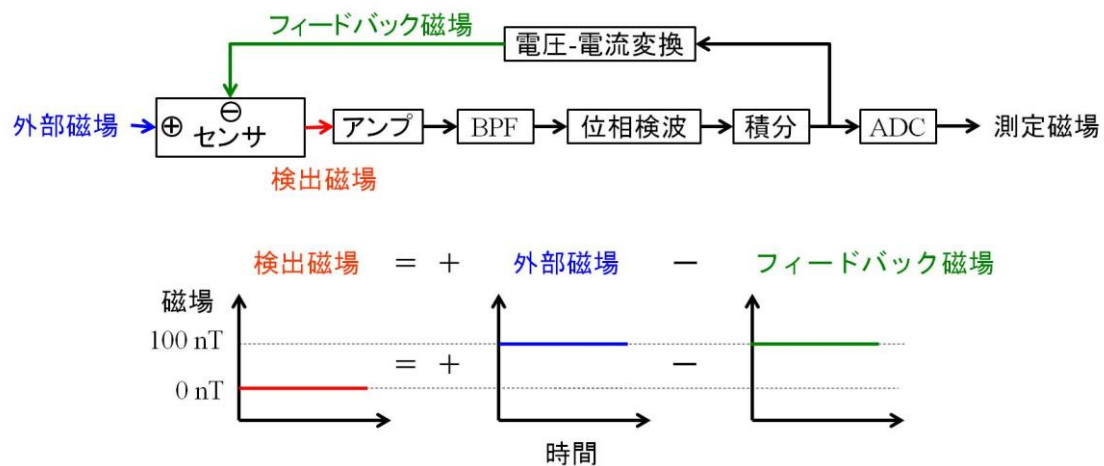 フィードバック磁場
電圧-電流変換
外部磁場
⊕
⊖
センサ
アンプ
BPF
位相検波
積分
ADC
測定磁場
検出磁場
検出磁場 = + 外部磁場 − フィードバック磁場
磁場
100 nT
= + −
0 nT
時間